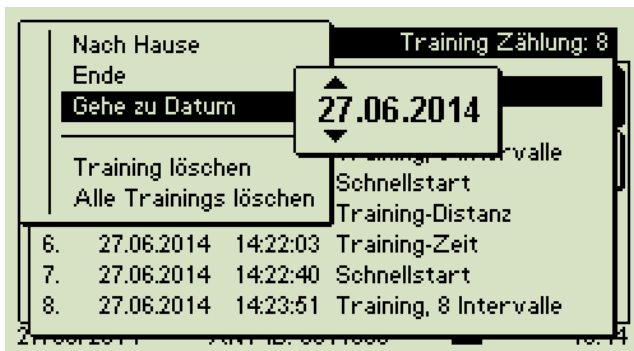 Nach Hause
Ende
Gehe zu Datum
Training löschen
Alle Trainings löschen
Training Zählung: 8
27.06.2014
Schnellstart
Training-Distanz
6. 27.06.2014 14:22:03 Training-Zeit
7. 27.06.2014 14:22:40 Schnellstart
8. 27.06.2014 14:23:51 Training, 8 Intervalle